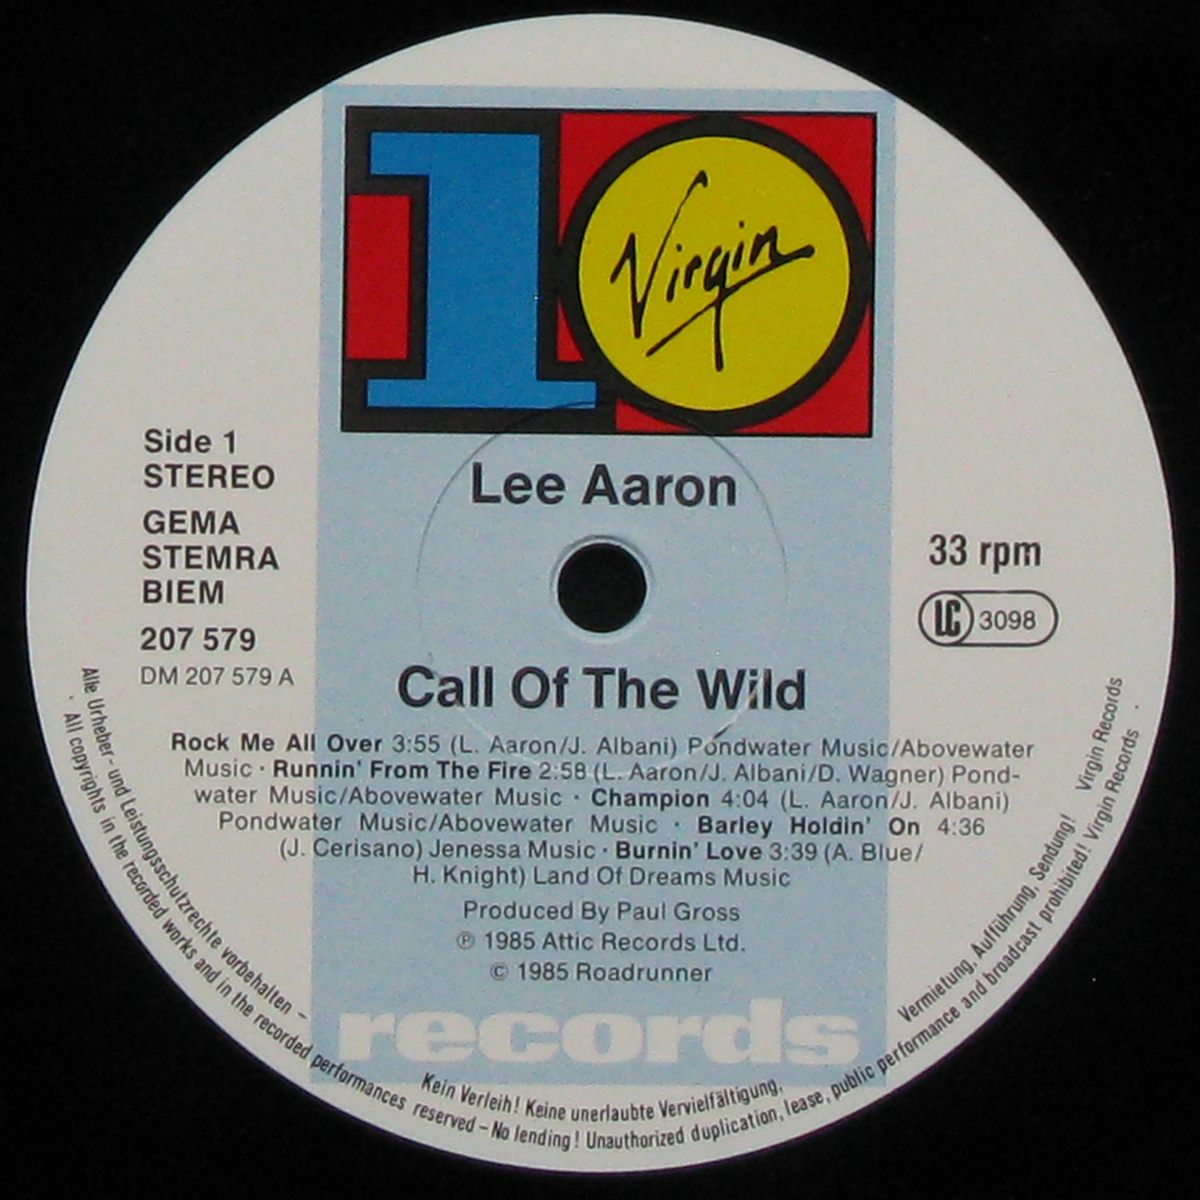 10
Virgin
Side 1
STEREO
GEMA
STEMRA
BIEM
207 579
DM 207 579 A
Lee Aaron
33 rpm
LC 3098
Call Of The Wild
Rock Me All Over 3:55 (L. Aaron/J. Albani) Pondwater Music/Abovewater
Music · Runnin' From The Fire 2:58 (L. Aaron/J. Albani/D. Wagner) Pond-
water Music/Abovewater Music · Champion 4:04 (L. Aaron/J. Albani)
Pondwater Music/Abovewater Music · Barley Holdin' On 4:36
(J. Cerisano) Jenessa Music · Burnin' Love 3:39 (A. Blue/
H. Knight) Land Of Dreams Music
Produced By Paul Gross
℗ 1985 Attic Records Ltd.
© 1985 Roadrunner
records
Alle Urheber- und Leistungsschutzrechte vorbehalten – Kein Verleih! Keine unerlaubte Vervielfältigung, Vermietung, Aufführung, Sendung! Virgin Records
· All copyrights in the recorded works and in the recorded performances reserved – No lending! Unauthorized duplication, lease, public performance and broadcast prohibited! Virgin Records ·